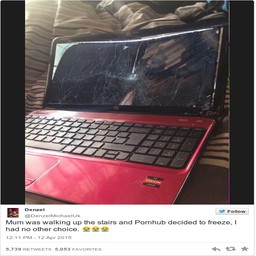 Denzel
@DenzelMichaelUk
Follow
Mum was walking up the stairs and Pornhub decided to freeze, I
had no other choice. 😭😭😭
12:11 PM - 12 Apr 2015
5,739 RETWEETS 5,053 FAVORITES